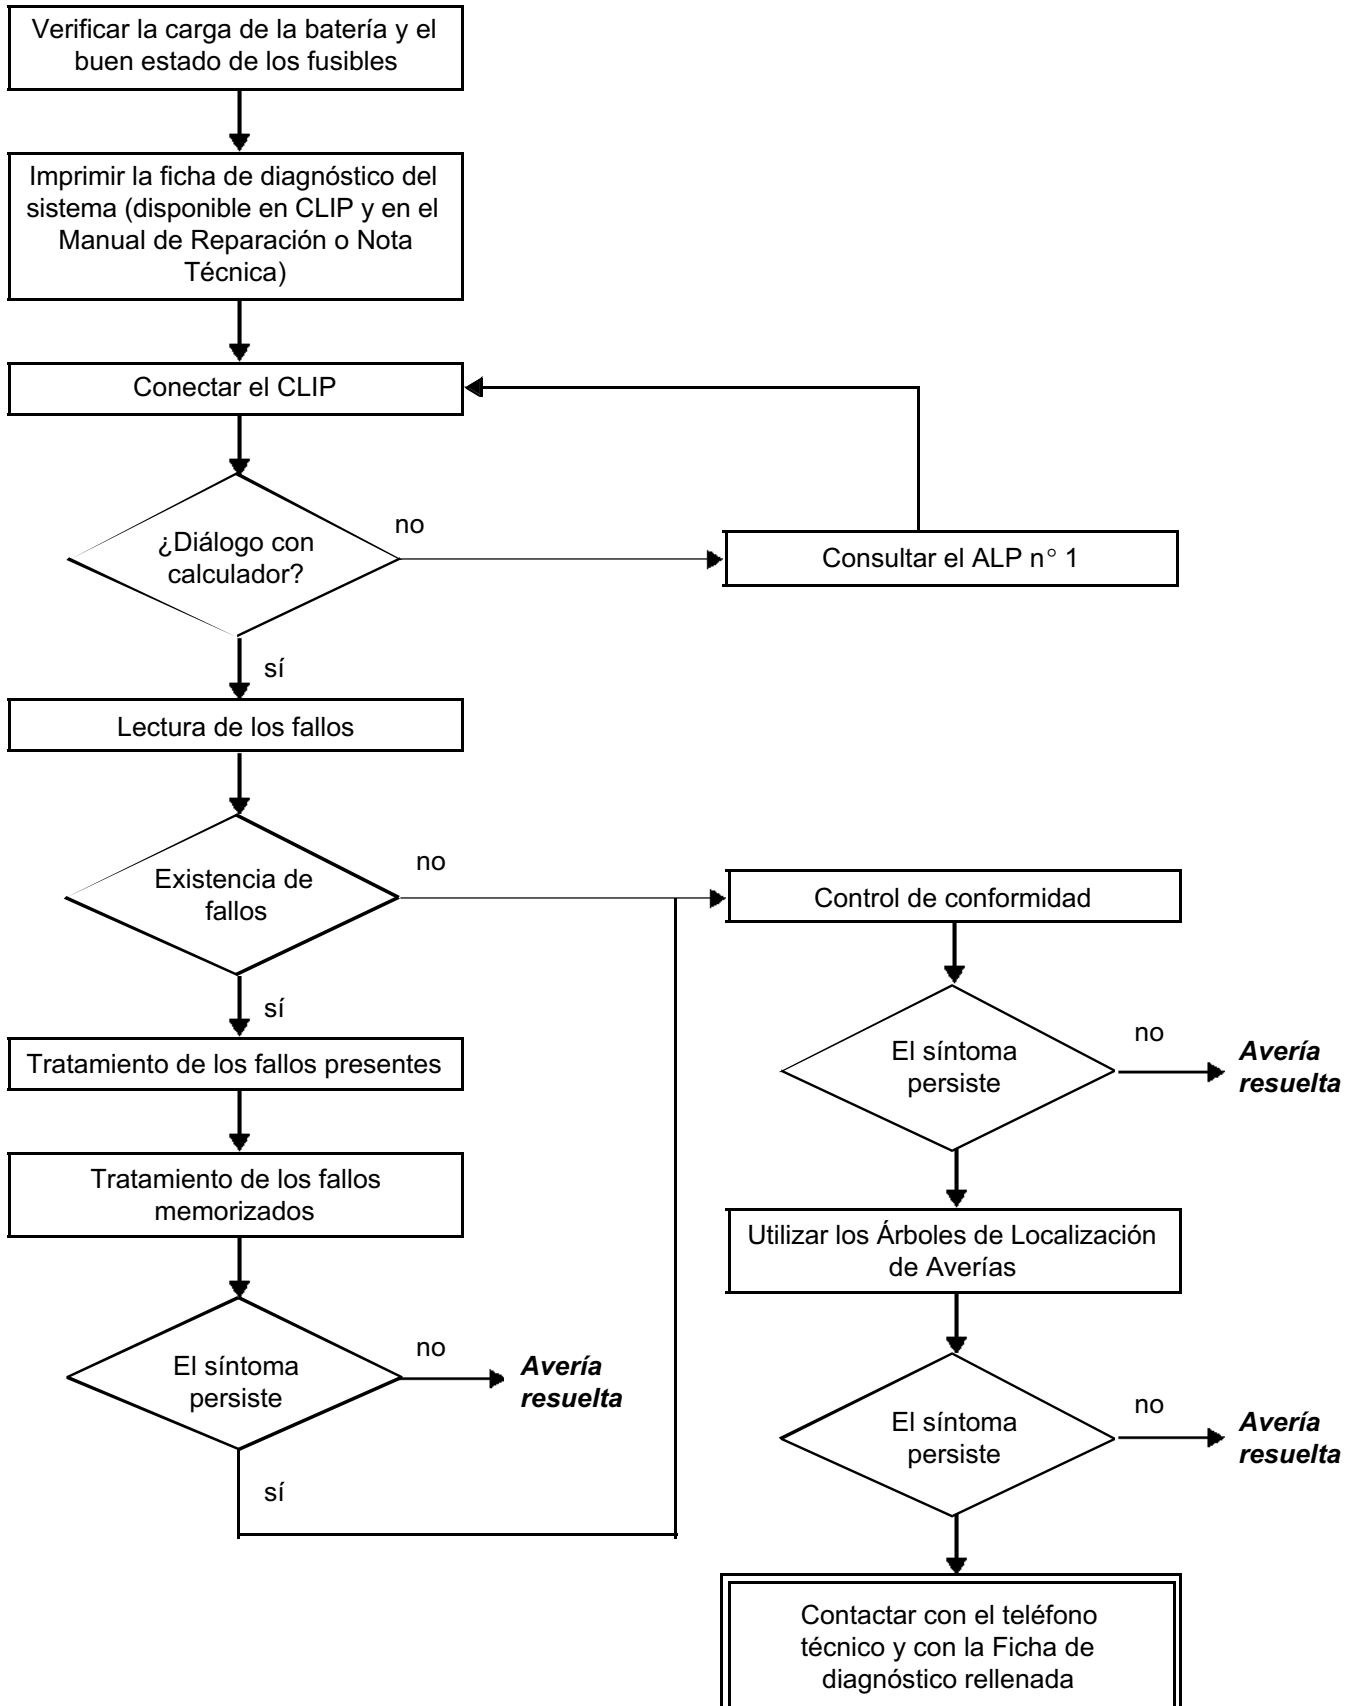 Verificar la carga de la batería y el
buen estado de los fusibles
Imprimir la ficha de diagnóstico del
sistema (disponible en CLIP y en el
Manual de Reparación o Nota
Técnica)
Conectar el CLIP
¿Diálogo con
calculador?
no
Consultar el ALP n° 1
sí
Lectura de los fallos
Existencia de
fallos
no
Control de conformidad
sí
Tratamiento de los fallos presentes
El síntoma
persiste
no
Avería
resuelta
Tratamiento de los fallos
memorizados
Utilizar los Árboles de Localización
de Averías
El síntoma
persiste
no
Avería
resuelta
sí
El síntoma
persiste
no
Avería
resuelta
Contactar con el teléfono
técnico y con la Ficha de
diagnóstico rellenada